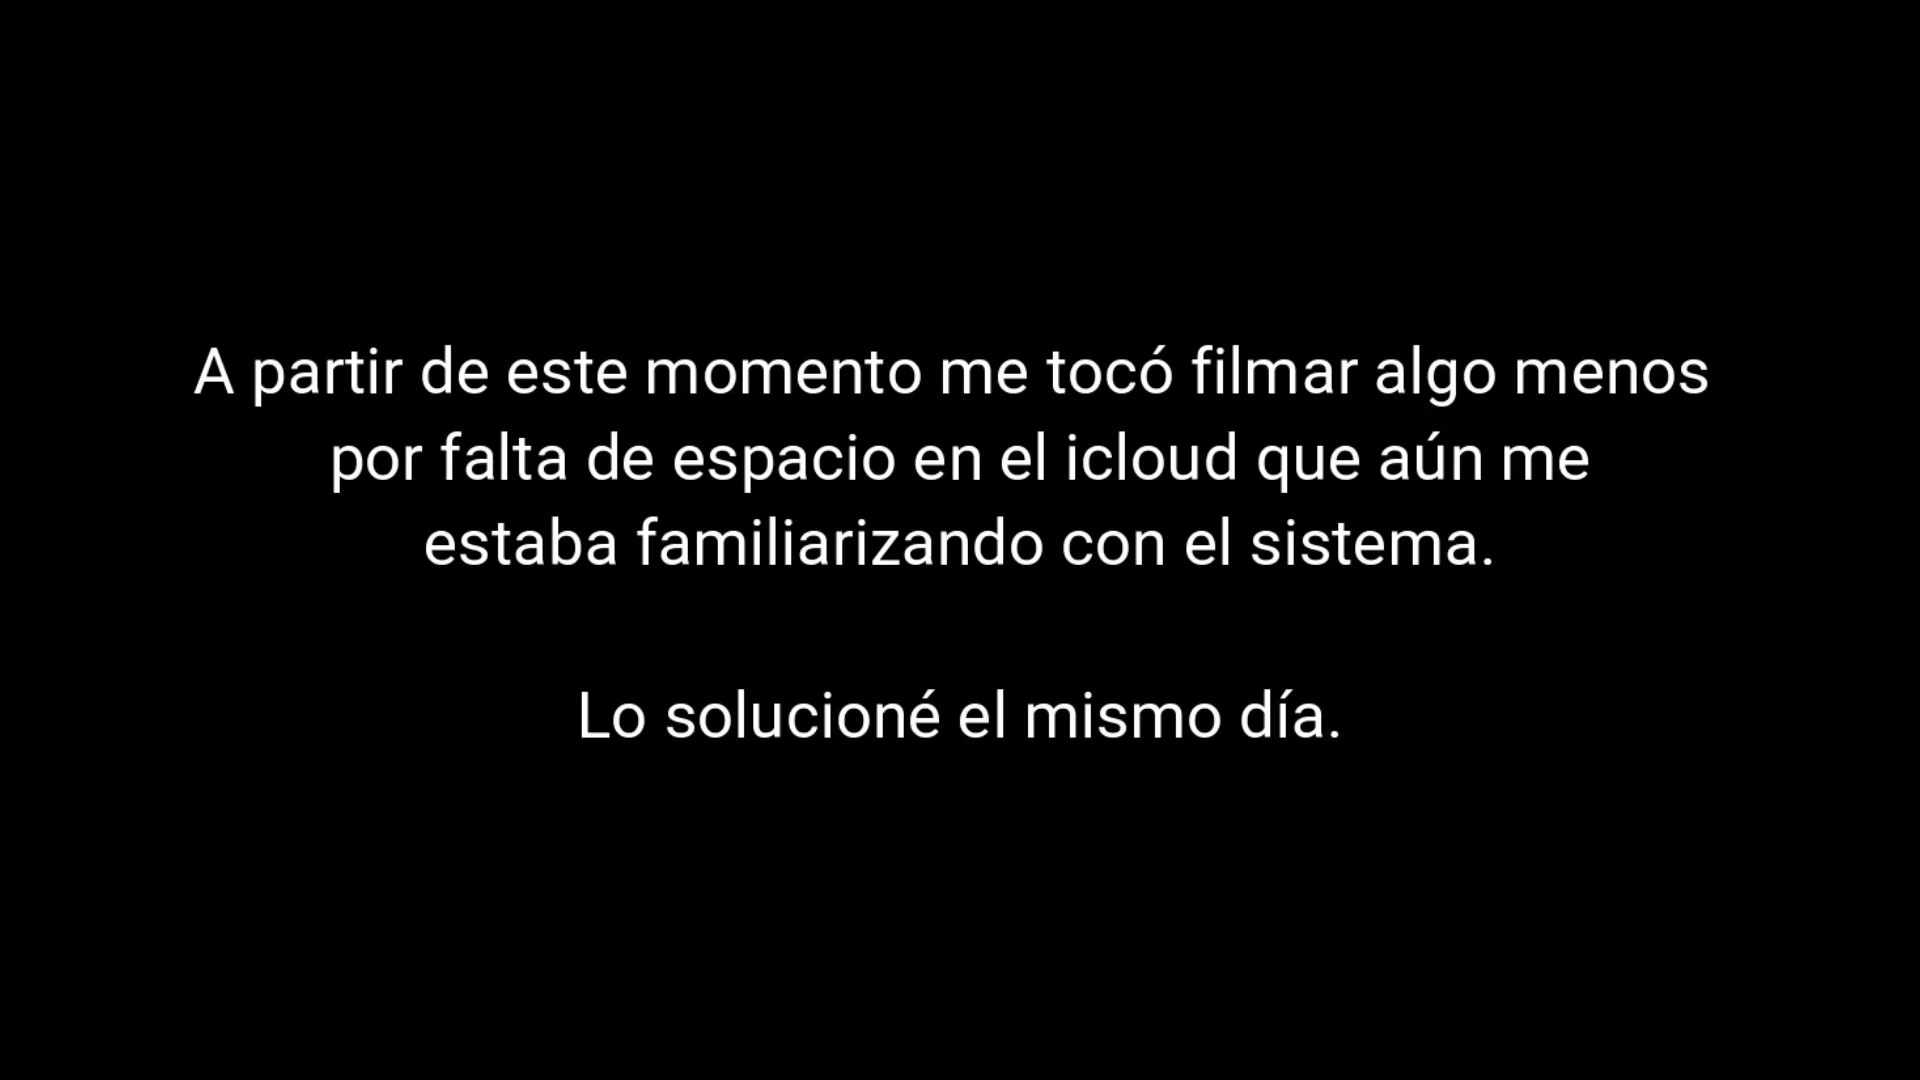 A partir de este momento me tocó filmar algo menos
por falta de espacio en el icloud que aún me
estaba familiarizando con el sistema.
Lo solucioné el mismo día.